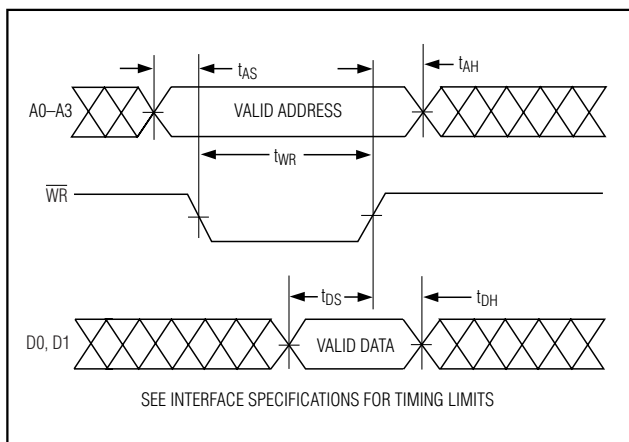 tAS
tAH
A0–A3
VALID ADDRESS
tWR
WR
tDS
tDH
D0, D1
VALID DATA
SEE INTERFACE SPECIFICATIONS FOR TIMING LIMITS